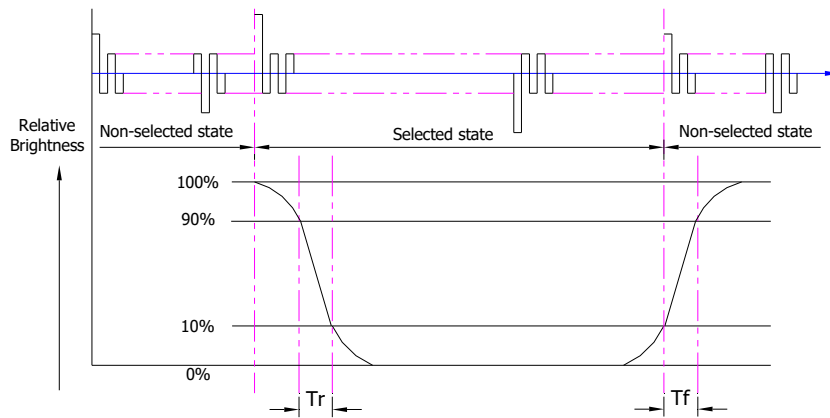 Non-selected state
Selected state
Non-selected state
Relative
Brightness
100%
90%
10%
0%
Tr
Tf